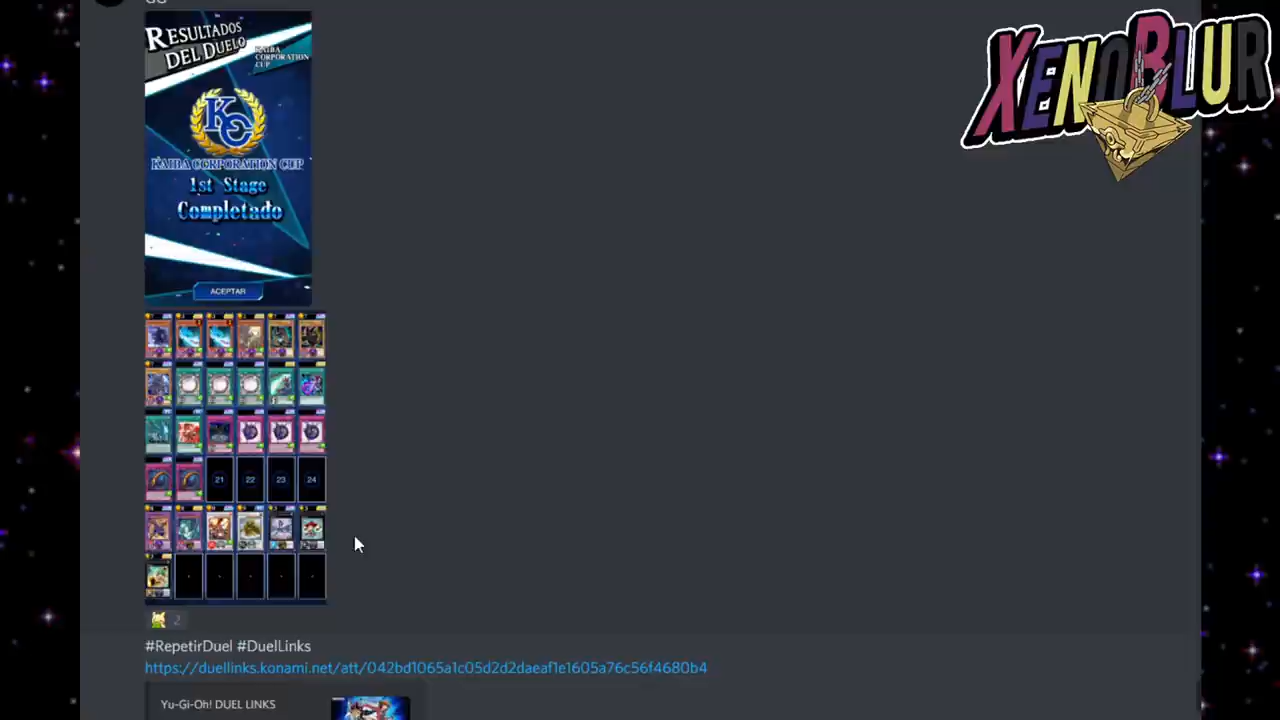 XENOBLUR
RESULTADOS
DEL DUELO
KAIBA
CORPORATION
CUP
KC
KAIBA CORPORATION CUP
1st Stage
Completado
ACEPTAR
21 22 23 24
2
#RepetirDuel #DuelLinks
https://duellinks.konami.net/att/042bd1065a1c05d2d2daeaf1e1605a76c56f4680b4
Yu-Gi-Oh! DUEL LINKS